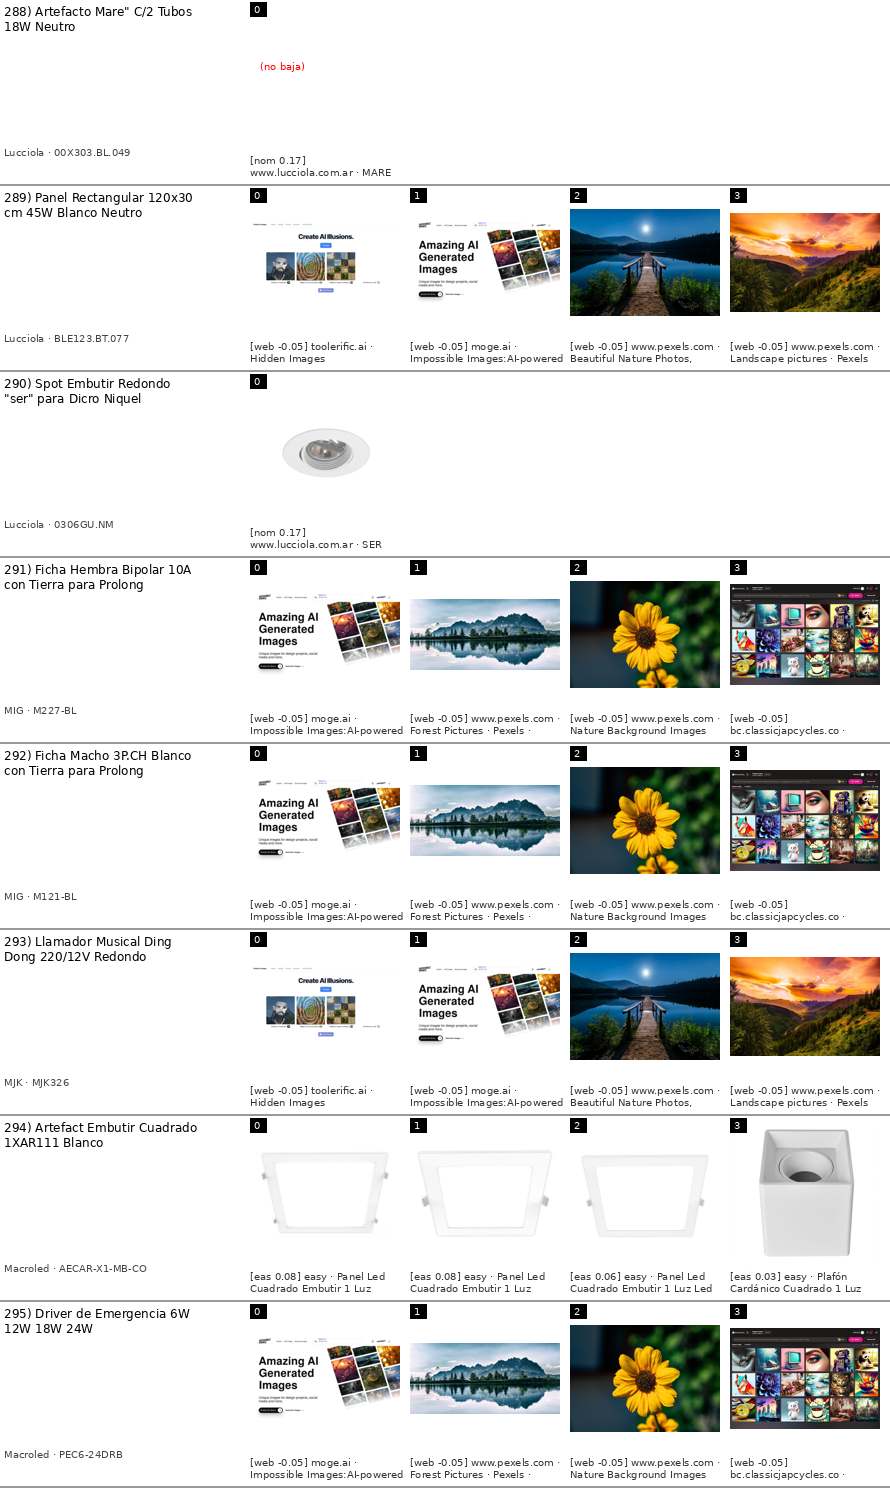 288) Artefacto Mare" C/2 Tubos
18W Neutro
Lucciola · 00X303.BL.049
0
(no baja)
[nom 0.17]
www.lucciola.com.ar · MARE
289) Panel Rectangular 120x30
cm 45W Blanco Neutro
Lucciola · BLE123.BT.077
0
Create AI Illusions.
[web -0.05] toolerific.ai ·
Hidden Images
1
Amazing AI
Generated
Images
[web -0.05] moge.ai ·
Impossible Images:AI-powered
2
[web -0.05] www.pexels.com ·
Beautiful Nature Photos,
3
[web -0.05] www.pexels.com ·
Landscape pictures · Pexels
290) Spot Embutir Redondo
"ser" para Dicro Niquel
Lucciola · 0306GU.NM
0
[nom 0.17]
www.lucciola.com.ar · SER
291) Ficha Hembra Bipolar 10A
con Tierra para Prolong
MIG · M227-BL
0
Amazing AI
Generated
Images
[web -0.05] moge.ai ·
Impossible Images:AI-powered
1
[web -0.05] www.pexels.com ·
Forest Pictures · Pexels ·
2
[web -0.05] www.pexels.com ·
Nature Background Images
3
[web -0.05]
bc.classicjapcycles.co ·
292) Ficha Macho 3P.CH Blanco
con Tierra para Prolong
MIG · M121-BL
0
Amazing AI
Generated
Images
[web -0.05] moge.ai ·
Impossible Images:AI-powered
1
[web -0.05] www.pexels.com ·
Forest Pictures · Pexels ·
2
[web -0.05] www.pexels.com ·
Nature Background Images
3
[web -0.05]
bc.classicjapcycles.co ·
293) Llamador Musical Ding
Dong 220/12V Redondo
MJK · MJK326
0
Create AI Illusions.
[web -0.05] toolerific.ai ·
Hidden Images
1
Amazing AI
Generated
Images
[web -0.05] moge.ai ·
Impossible Images:AI-powered
2
[web -0.05] www.pexels.com ·
Beautiful Nature Photos,
3
[web -0.05] www.pexels.com ·
Landscape pictures · Pexels
294) Artefact Embutir Cuadrado
1XAR111 Blanco
Macroled · AECAR-X1-MB-CO
0
[eas 0.08] easy · Panel Led
Cuadrado Embutir 1 Luz
1
[eas 0.08] easy · Panel Led
Cuadrado Embutir 1 Luz
2
[eas 0.06] easy · Panel Led
Cuadrado Embutir 1 Luz Led
3
[eas 0.03] easy · Plafón
Cardánico Cuadrado 1 Luz
295) Driver de Emergencia 6W
12W 18W 24W
Macroled · PEC6-24DRB
0
Amazing AI
Generated
Images
[web -0.05] moge.ai ·
Impossible Images:AI-powered
1
[web -0.05] www.pexels.com ·
Forest Pictures · Pexels ·
2
[web -0.05] www.pexels.com ·
Nature Background Images
3
[web -0.05]
bc.classicjapcycles.co ·